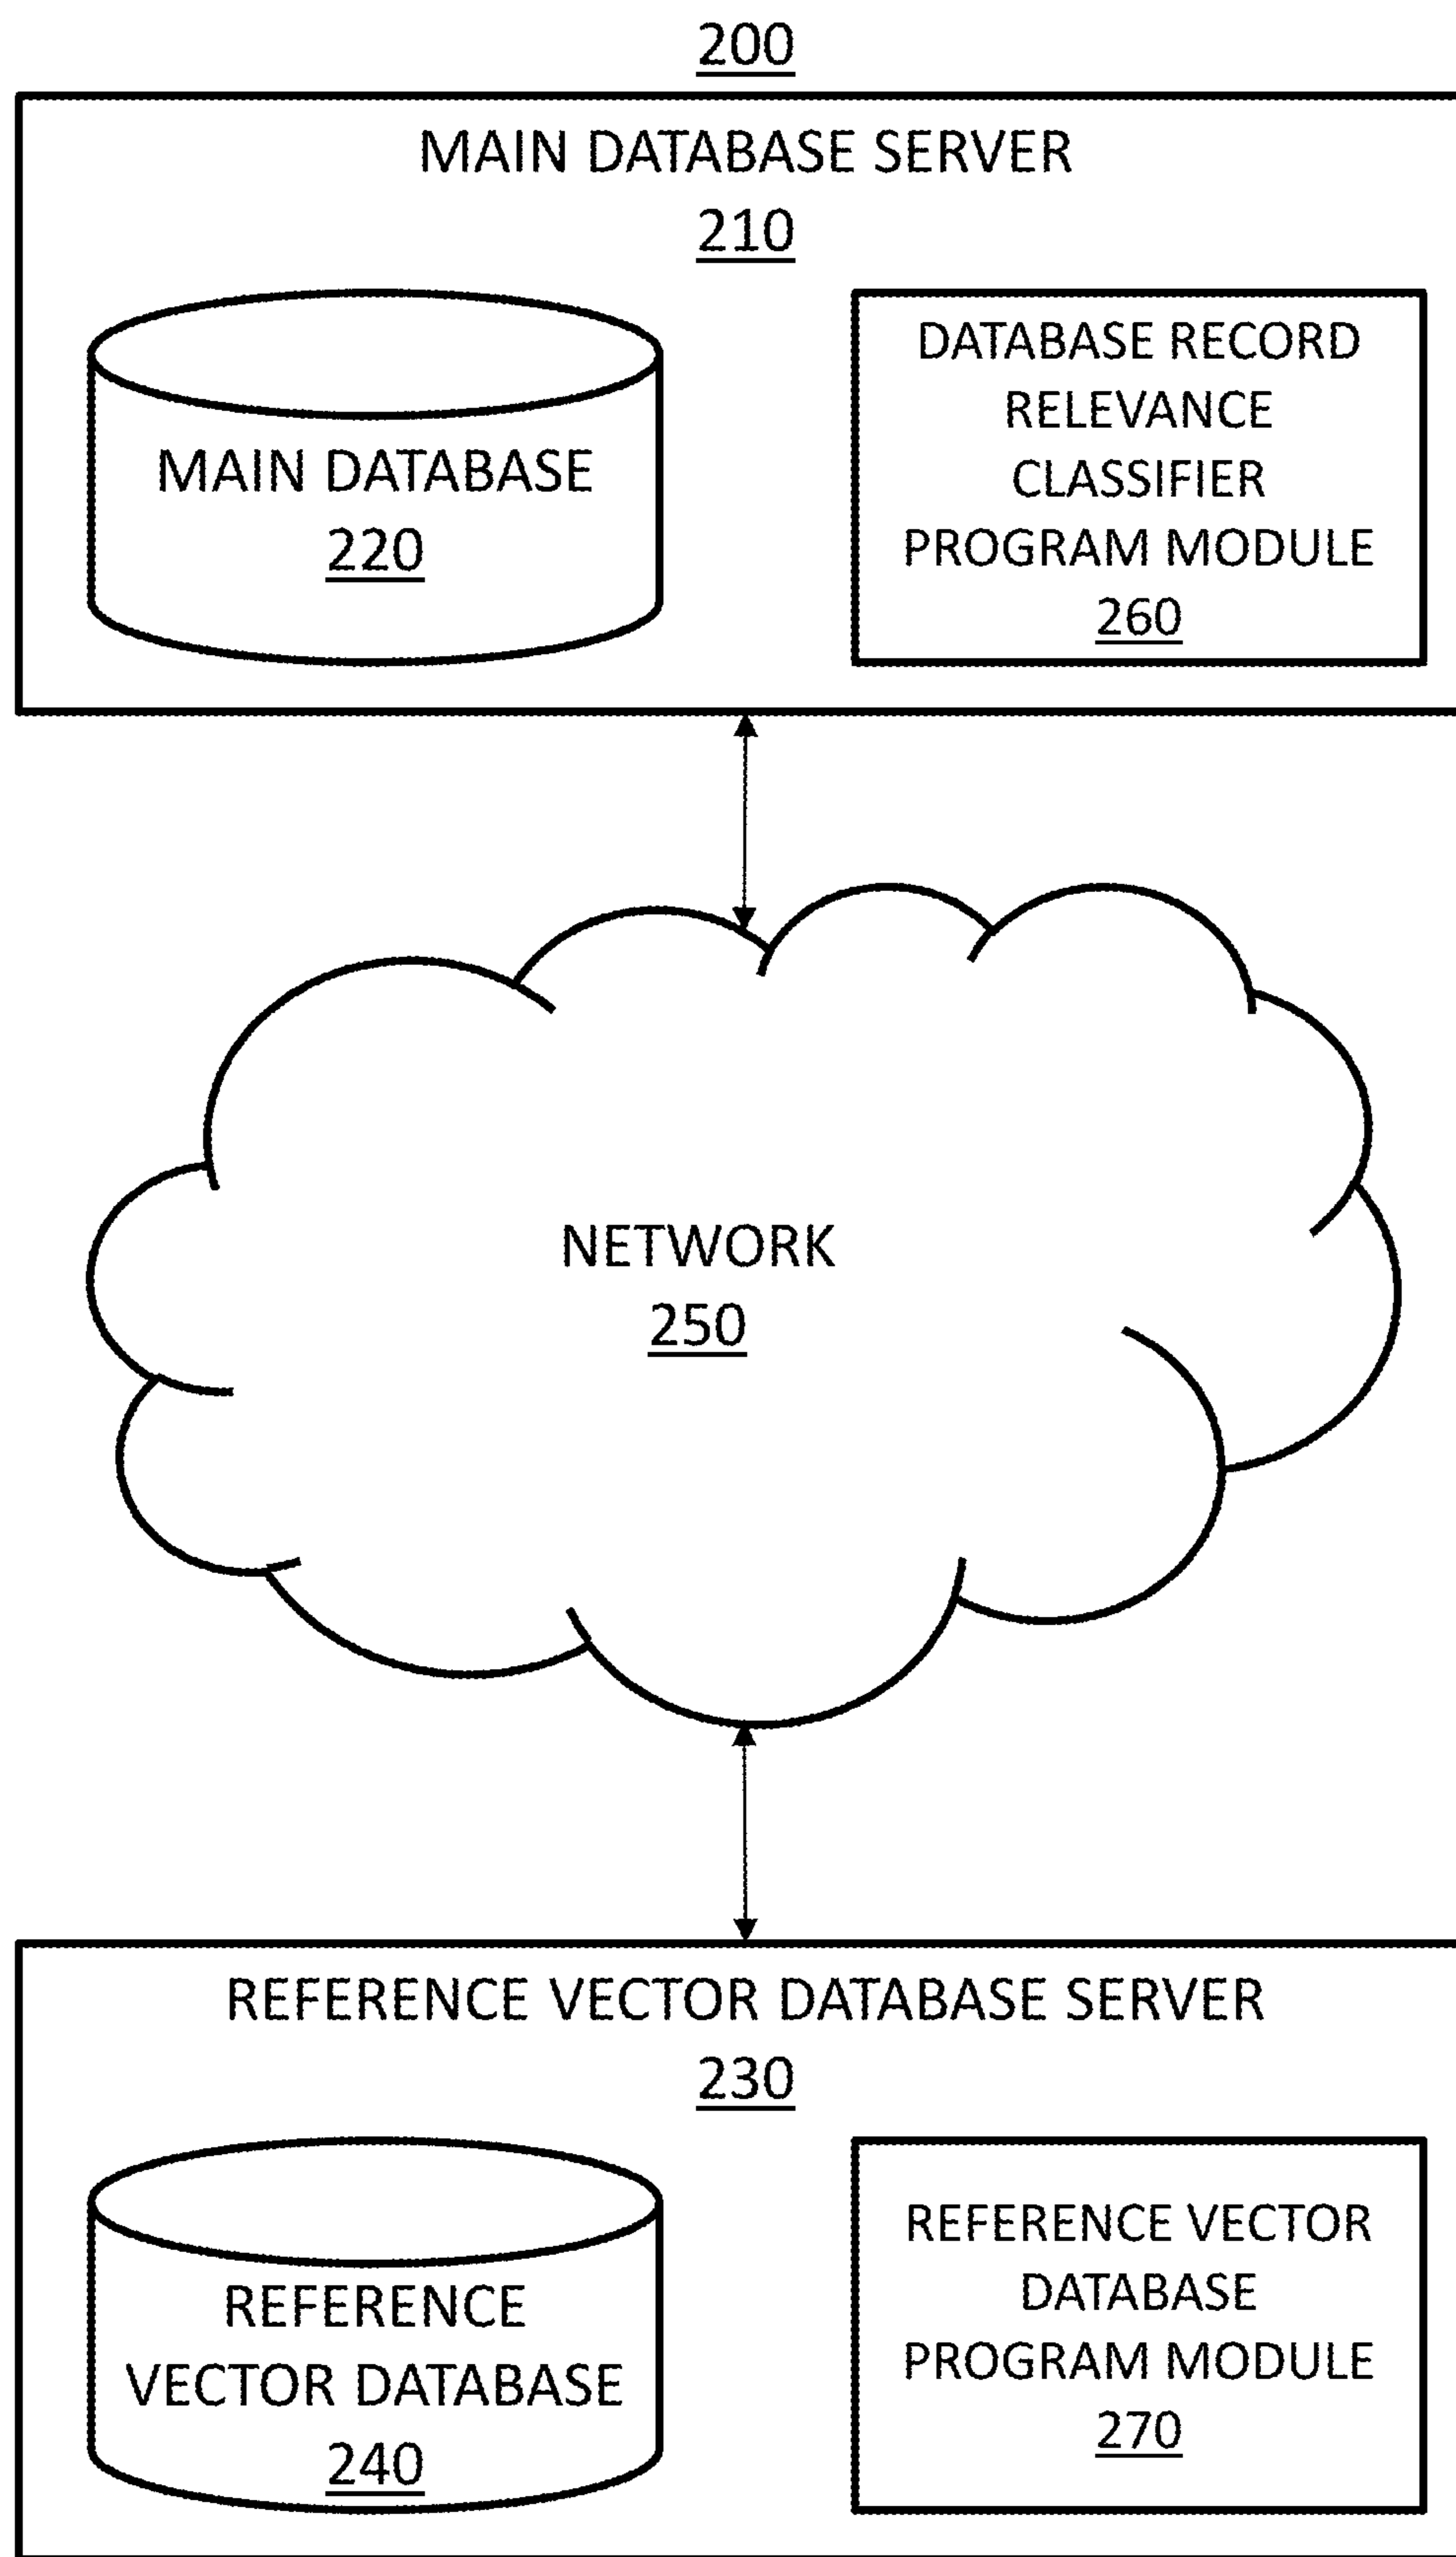 200
MAIN DATABASE SERVER
210
MAIN DATABASE
220
DATABASE RECORD
RELEVANCE
CLASSIFIER
PROGRAM MODULE
260
NETWORK
250
REFERENCE VECTOR DATABASE SERVER
230
REFERENCE
VECTOR DATABASE
240
REFERENCE VECTOR
DATABASE
PROGRAM MODULE
270